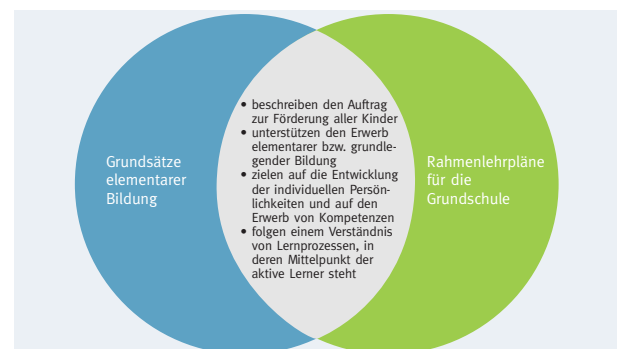 Grundsätze
elementarer
Bildung
• beschreiben den Auftrag
zur Förderung aller Kinder
• unterstützen den Erwerb
elementarer bzw. grundle-
gender Bildung
• zielen auf die Entwicklung
der individuellen Persön-
lichkeiten und auf den
Erwerb von Kompetenzen
• folgen einem Verständnis
von Lernprozessen, in
deren Mittelpunkt der
aktive Lerner steht
Rahmenlehrpläne
für die
Grundschule